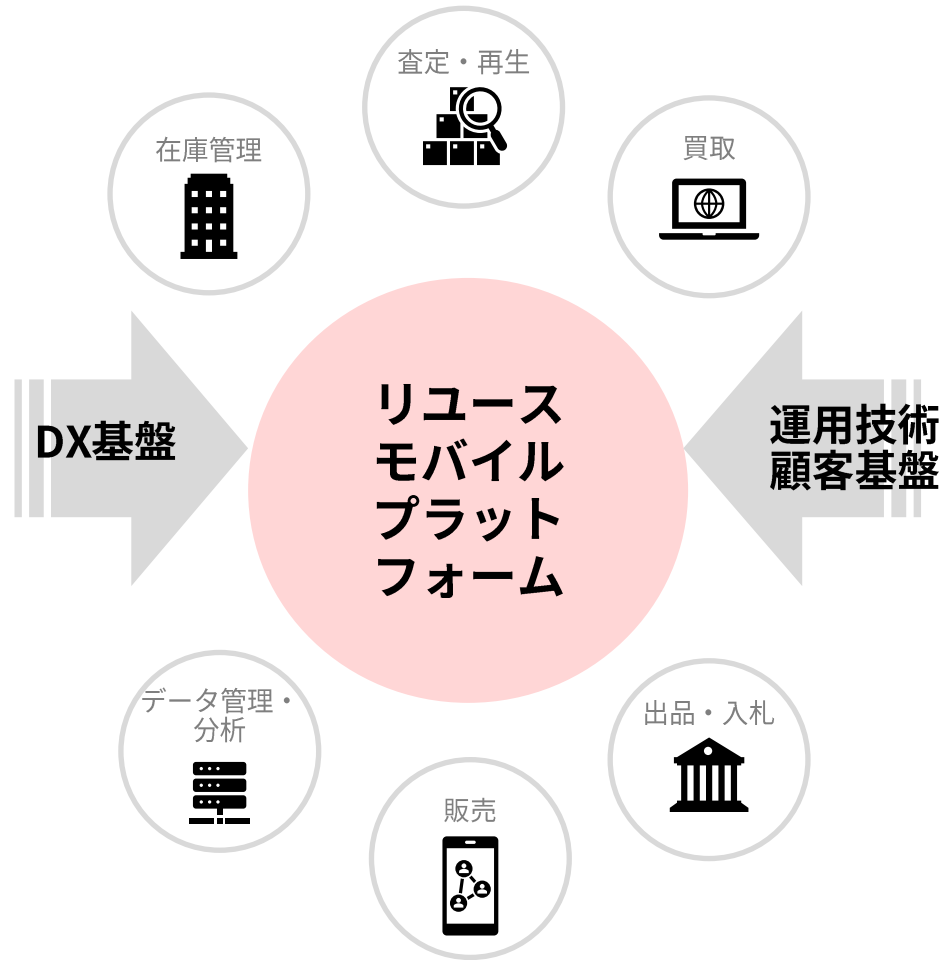 査定・再生
在庫管理
買取
リユース
モバイル
プラット
フォーム
DX基盤
運用技術
顧客基盤
データ管理・
分析
出品・入札
販売